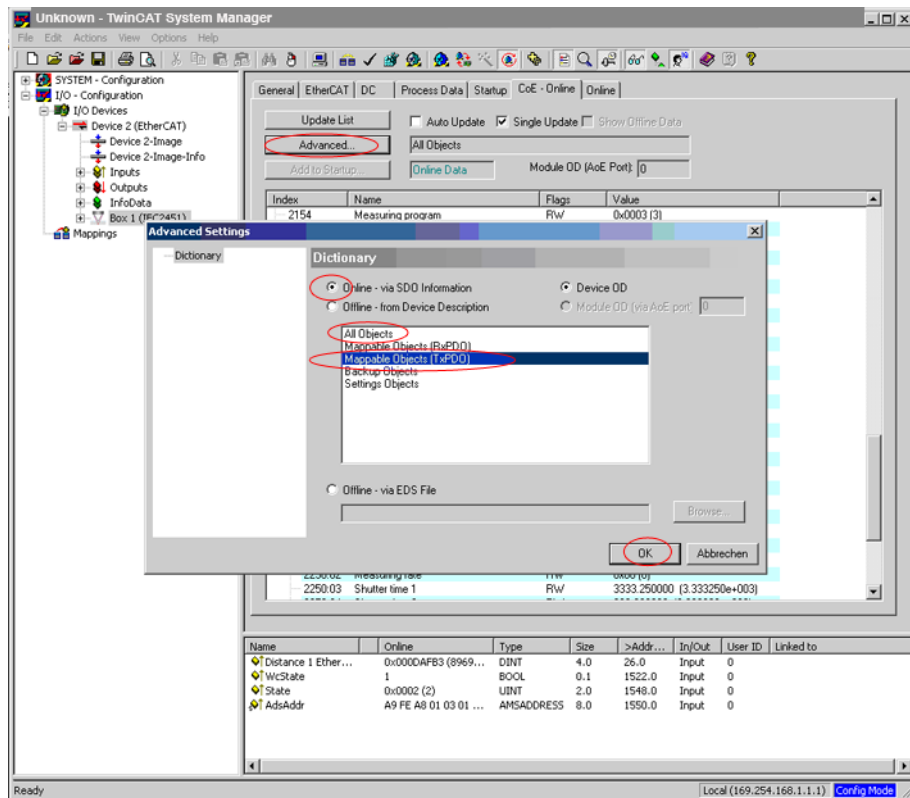 Unknown - TwinCAT System Manager
File Edit Actions View Options Help
SYSTEM - Configuration
I/O - Configuration
I/O Devices
Device 2 (EtherCAT)
Device 2-Image
Device 2-Image-Info
Inputs
Outputs
InfoData
Box 1 (IFC2451)
Mappings
General EtherCAT DC Process Data Startup CoE - Online Online
Update List Auto Update Single Update Show Offline Data
Advanced... All Objects
Add to Startup... Online Data Module OD (AoE Port): 0
Index Name Flags Value
2154 Measuring program RW 0x0003 (3)
Advanced Settings
Dictionary
Dictionary
Online - via SDO Information Device OD
Offline - from Device Description Module OD (via AoE port) 0
All Objects
Mappable Objects (RxPDO)
Mappable Objects (TxPDO)
Backup Objects
Settings Objects
Offline - via EDS File
Browse...
OK Abbrechen
2250:02 Measuring rate RW 0x00 (0)
2250:03 Shutter time 1 RW 3333.250000 (3.333250e+003)
Name Online Type Size >Addr... In/Out User ID Linked to
Distance 1 Ether... 0x000DAFB3 (8969... DINT 4.0 26.0 Input 0
WcState 1 BOOL 0.1 1522.0 Input 0
State 0x0002 (2) UINT 2.0 1548.0 Input 0
AdsAddr A9 FE A8 01 03 01 ... AMSADDRESS 8.0 1550.0 Input 0
Ready Local (169.254.168.1.1.1) Config Mode